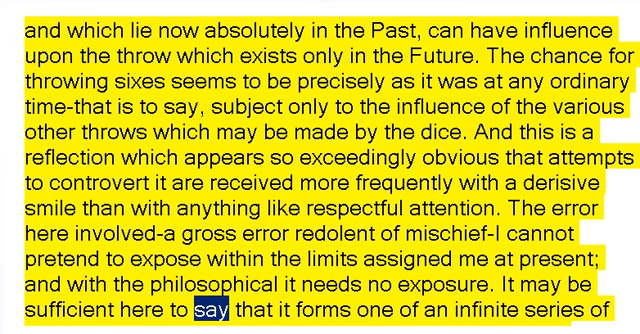 and which lie now absolutely in the Past, can have influence
upon the throw which exists only in the Future. The chance for
throwing sixes seems to be precisely as it was at any ordinary
time-that is to say, subject only to the influence of the various
other throws which may be made by the dice. And this is a
reflection which appears so exceedingly obvious that attempts
to controvert it are received more frequently with a derisive
smile than with anything like respectful attention. The error
here involved-a gross error redolent of mischief-I cannot
pretend to expose within the limits assigned me at present;
and with the philosophical it needs no exposure. It may be
sufficient here to say that it forms one of an infinite series of